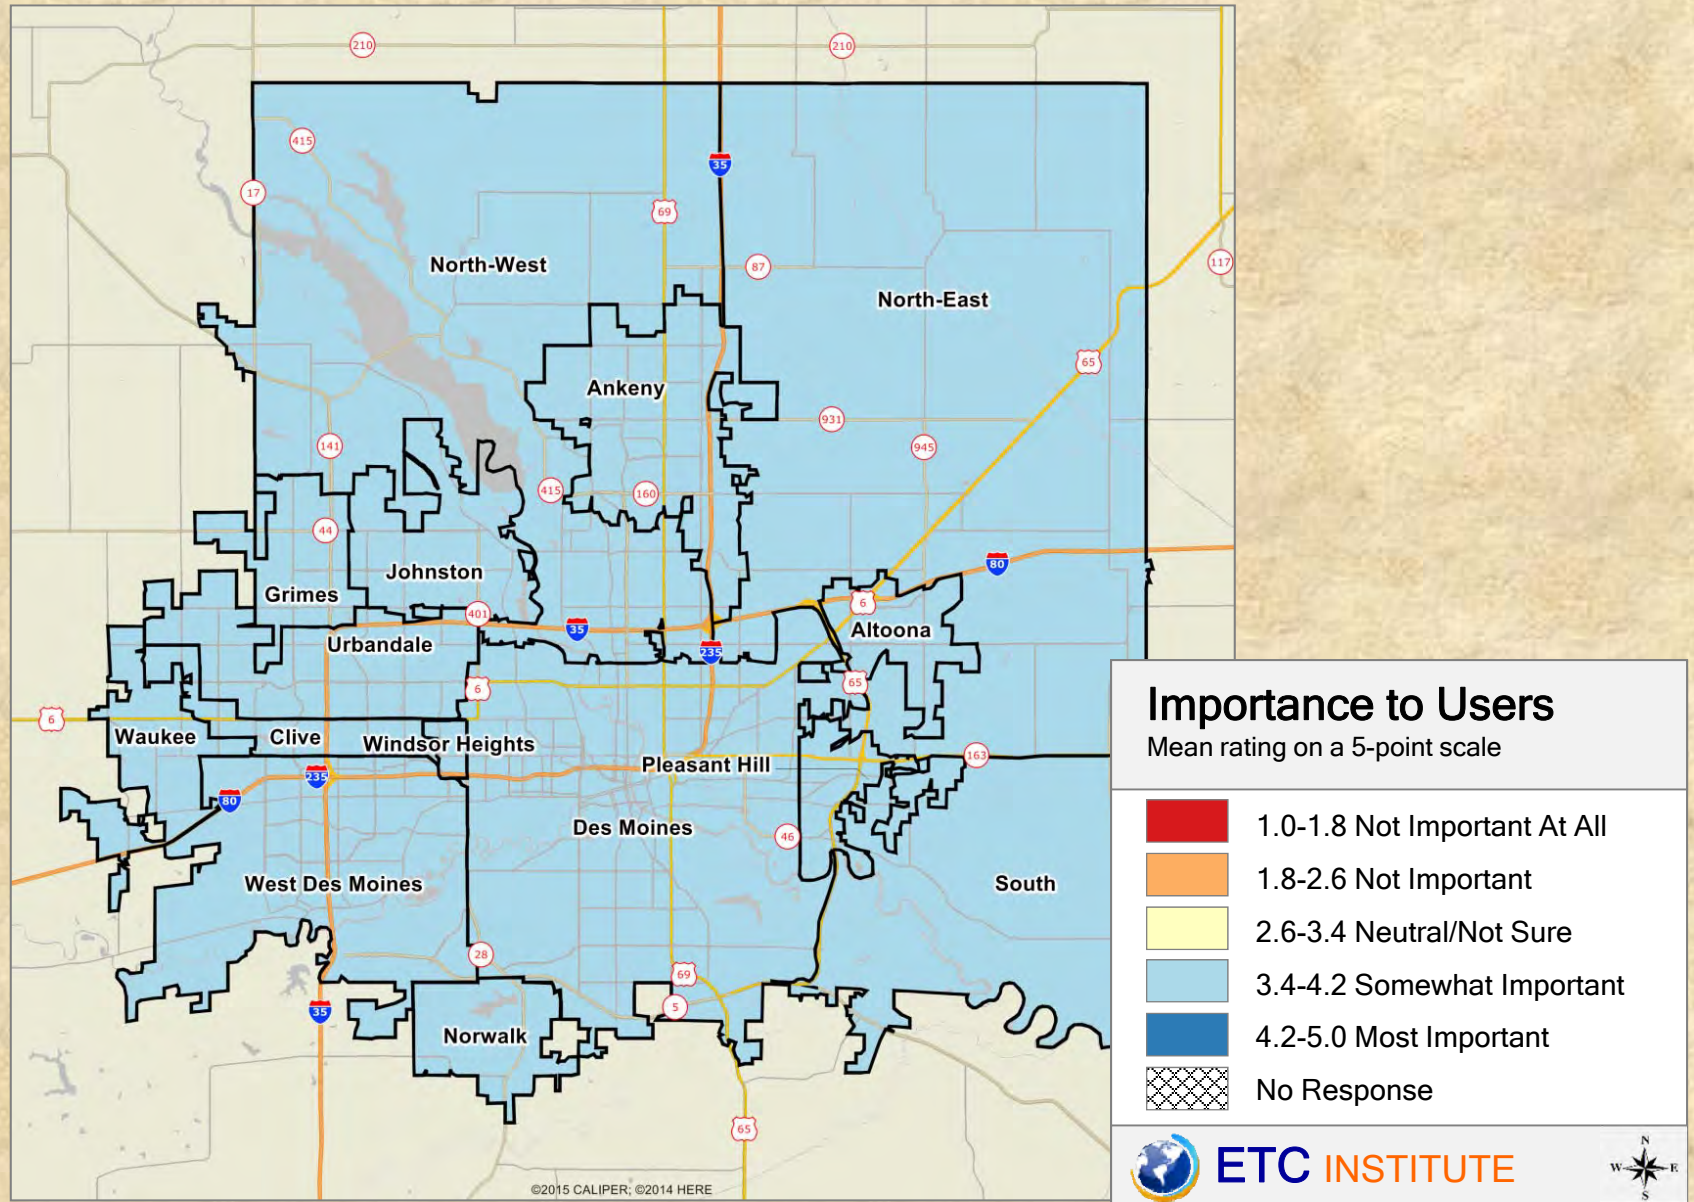 210
210
415
35
17
69
North-West
87
117
North-East
65
Ankeny
931
141
945
415
160
44
80
Johnston
Grimes
6
401
35
Altoona
Urbandale
235
65
6
6
Waukee
Clive
Windsor Heights
163
Pleasant Hill
235
80
Des Moines
46
West Des Moines
South
28
69
5
35
Norwalk
65
©2015 CALIPER; ©2014 HERE
Importance to Users
Mean rating on a 5-point scale
1.0-1.8 Not Important At All
1.8-2.6 Not Important
2.6-3.4 Neutral/Not Sure
3.4-4.2 Somewhat Important
4.2-5.0 Most Important
No Response
ETC INSTITUTE
N
W E
S